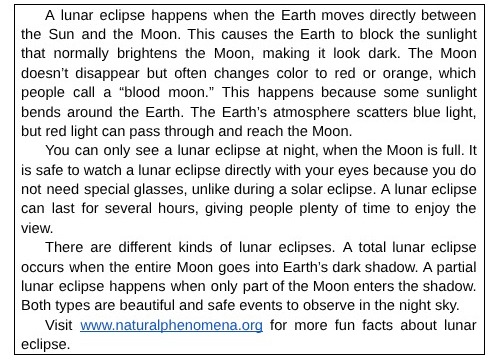 A lunar eclipse happens when the Earth moves directly between
the Sun and the Moon. This causes the Earth to block the sunlight
that normally brightens the Moon, making it look dark. The Moon
doesn’t disappear but often changes color to red or orange, which
people call a “blood moon.” This happens because some sunlight
bends around the Earth. The Earth’s atmosphere scatters blue light,
but red light can pass through and reach the Moon.
You can only see a lunar eclipse at night, when the Moon is full. It
is safe to watch a lunar eclipse directly with your eyes because you do
not need special glasses, unlike during a solar eclipse. A lunar eclipse
can last for several hours, giving people plenty of time to enjoy the
view.
There are different kinds of lunar eclipses. A total lunar eclipse
occurs when the entire Moon goes into Earth’s dark shadow. A partial
lunar eclipse happens when only part of the Moon enters the shadow.
Both types are beautiful and safe events to observe in the night sky.
Visit www.naturalphenomena.org for more fun facts about lunar
eclipse.